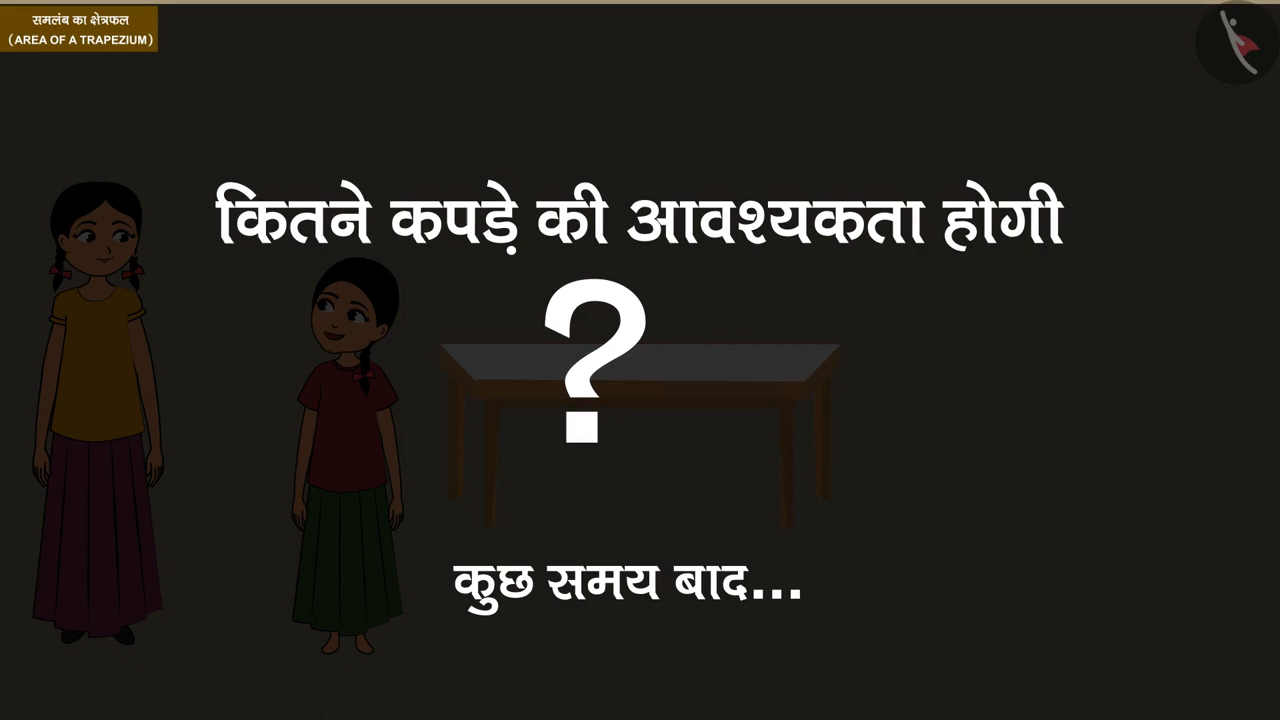 समलंब का क्षेत्रफल
(AREA OF A TRAPEZIUM)
कितने कपड़े की आवश्यकता होगी
?
कुछ समय बाद...